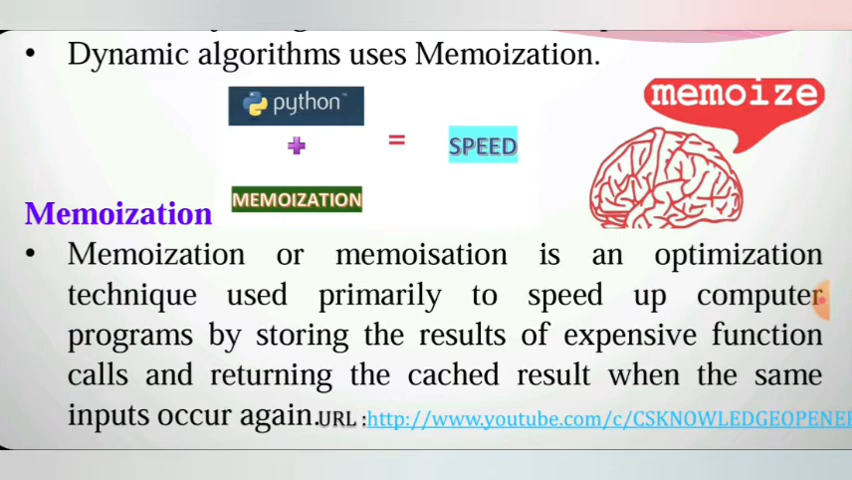 • Dynamic algorithms uses Memoization.
python™
memoize
+
=
SPEED
MEMOIZATION
Memoization
• Memoization or memoisation is an optimization
technique used primarily to speed up computer
programs by storing the results of expensive function
calls and returning the cached result when the same
inputs occur again.
URL :http://www.youtube.com/c/CSKNOWLEDGEOPENER